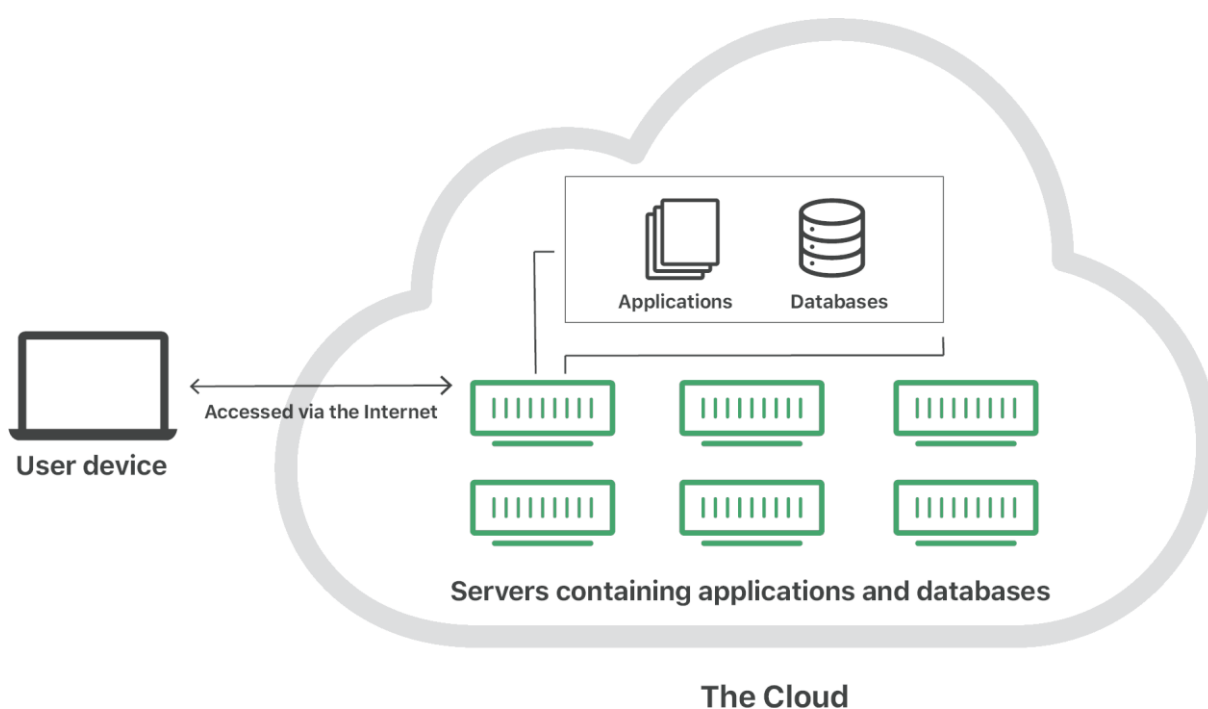 Applications
Databases
Accessed via the Internet
User device
Servers containing applications and databases
The Cloud